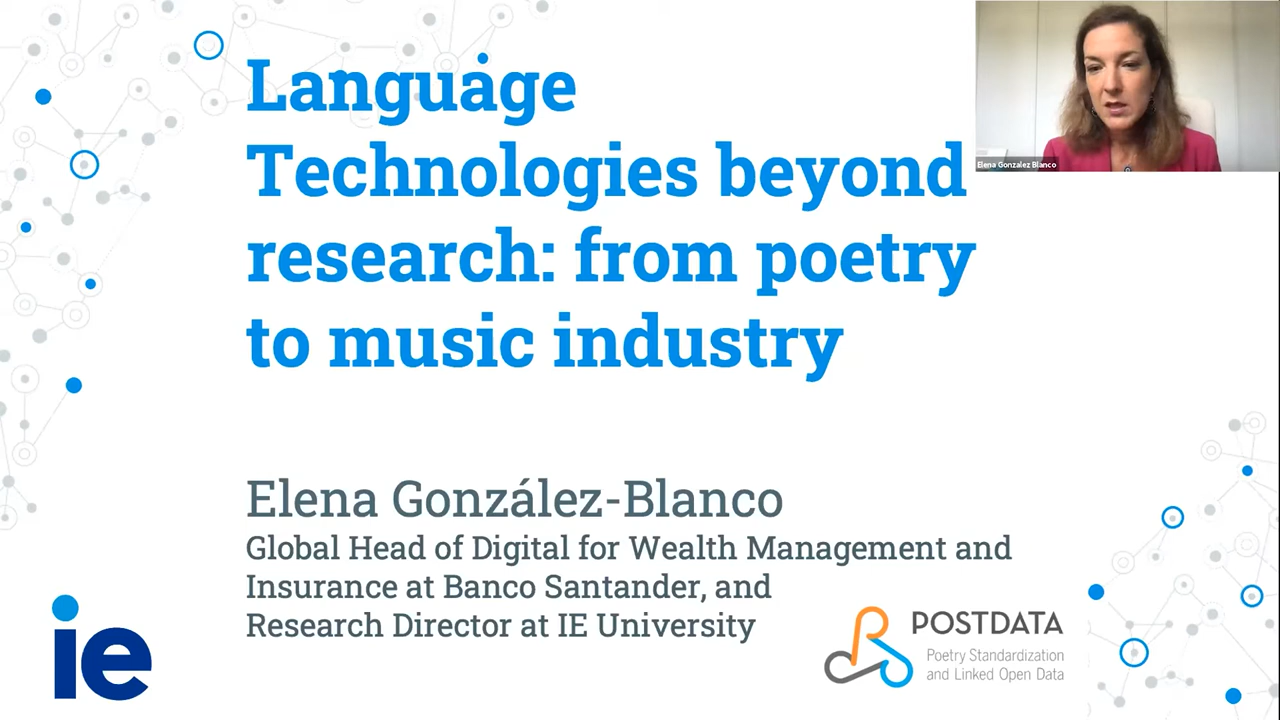 Language
Technologies beyond
research: from poetry
to music industry
Elena Gonzalez Blanco
Elena González-Blanco
Global Head of Digital for Wealth Management and
Insurance at Banco Santander, and
Research Director at IE University
ie
POSTDATA
Poetry Standardization
and Linked Open Data